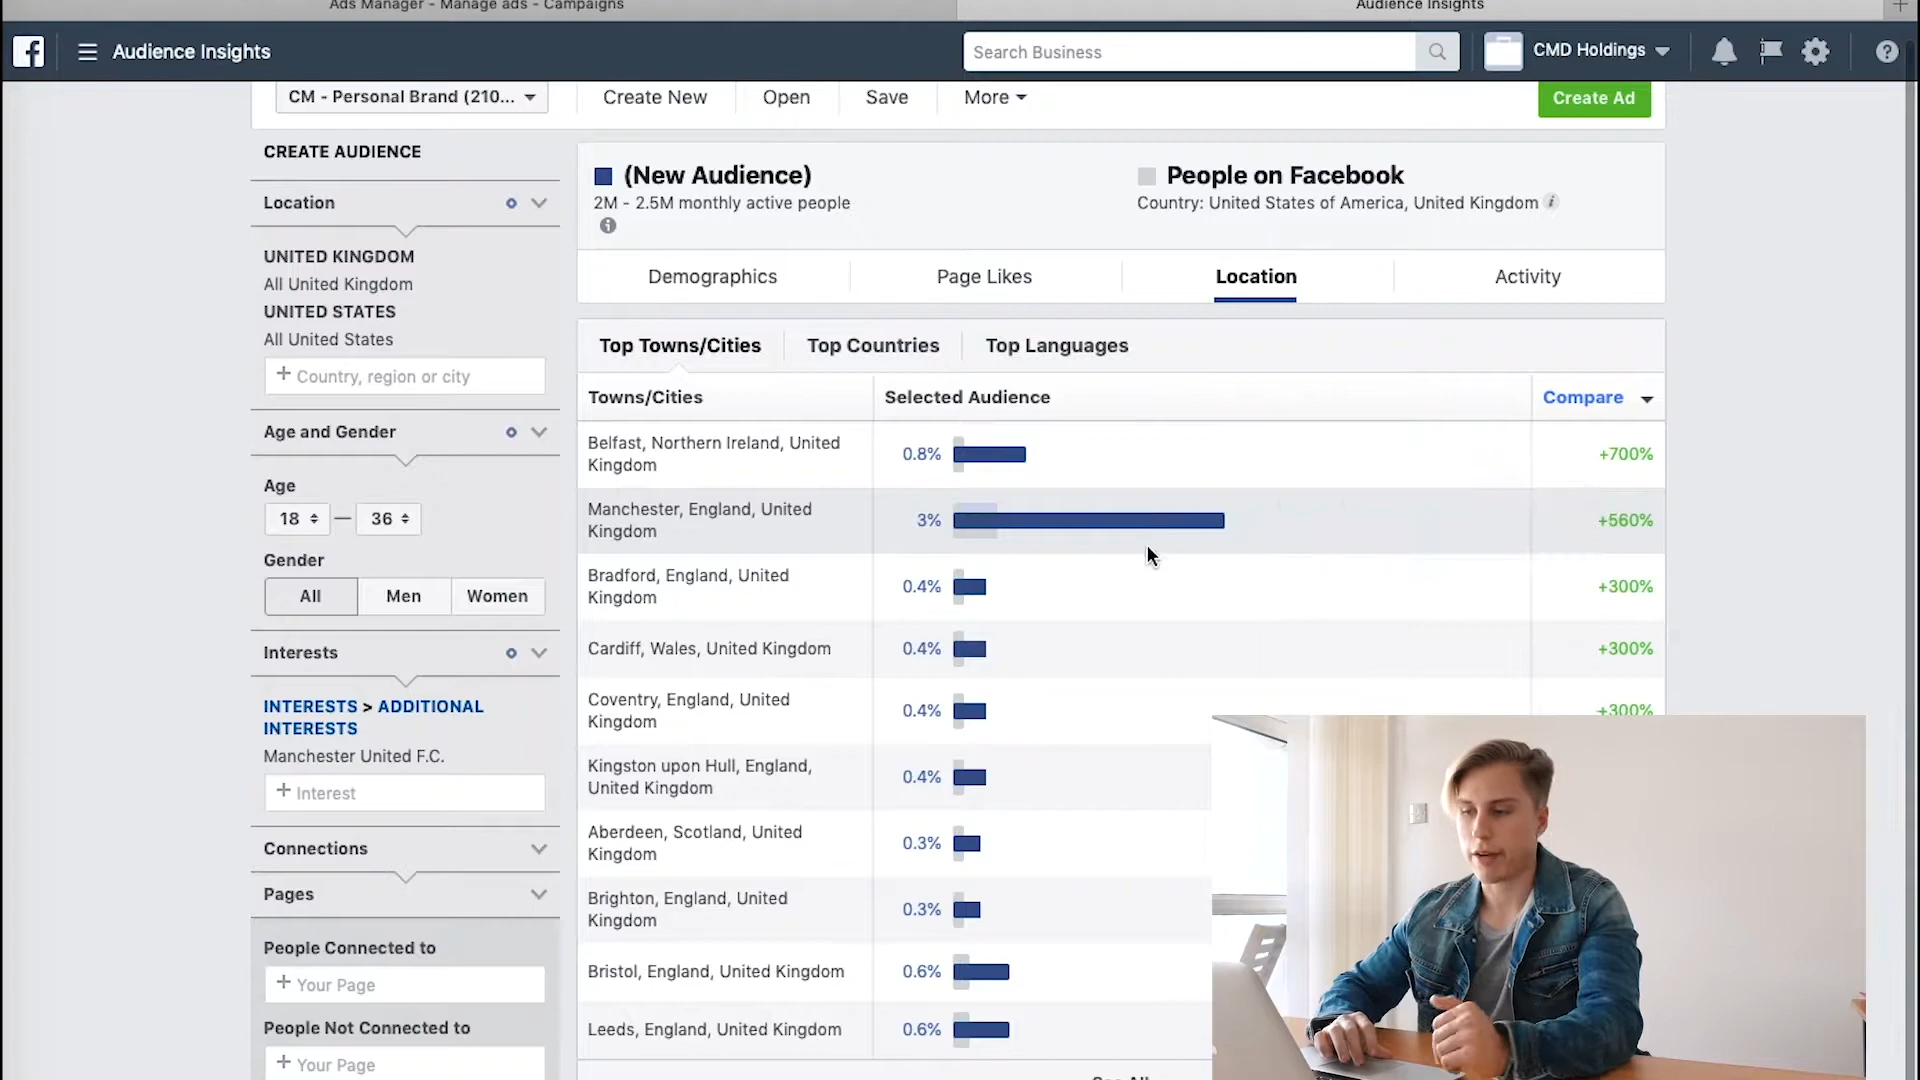 Ads Manager - Manage ads - Campaigns
Audience Insights
Audience Insights
Search Business
CMD Holdings
CM - Personal Brand (210...
Create New
Open
Save
More
Create Ad
CREATE AUDIENCE
Location
UNITED KINGDOM
All United Kingdom
UNITED STATES
All United States
+ Country, region or city
Age and Gender
Age
18 — 36
Gender
All
Men
Women
Interests
INTERESTS > ADDITIONAL
INTERESTS
Manchester United F.C.
+ Interest
Connections
Pages
People Connected to
+ Your Page
People Not Connected to
+ Your Page
(New Audience)
2M - 2.5M monthly active people
People on Facebook
Country: United States of America, United Kingdom
Demographics
Page Likes
Location
Activity
Top Towns/Cities
Top Countries
Top Languages
Towns/Cities
Selected Audience
Compare
Belfast, Northern Ireland, United
Kingdom
0.8%
+700%
Manchester, England, United
Kingdom
3%
+560%
Bradford, England, United
Kingdom
0.4%
+300%
Cardiff, Wales, United Kingdom
0.4%
+300%
Coventry, England, United
Kingdom
0.4%
+300%
Kingston upon Hull, England,
United Kingdom
0.4%
Aberdeen, Scotland, United
Kingdom
0.3%
Brighton, England, United
Kingdom
0.3%
Bristol, England, United Kingdom
0.6%
Leeds, England, United Kingdom
0.6%
See All